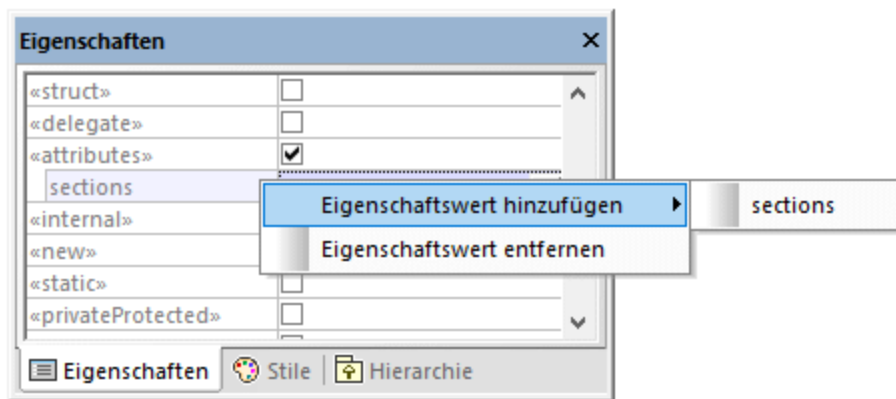 Eigenschaften
«struct»
«delegate»
«attributes»
sections
Eigenschaftswert hinzufügen
sections
«internal»
Eigenschaftswert entfernen
«new»
«static»
«privateProtected»
Eigenschaften Stile Hierarchie